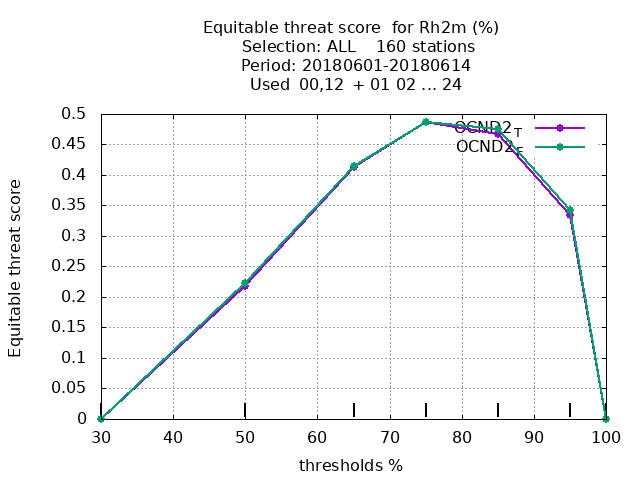 Equitable threat score  for Rh2m (%)
Selection: ALL    160 stations
Period: 20180601-20180614
Used  00,12  + 01 02 ... 24
OCND2_T
OCND2_F
0.5
0.45
0.4
0.35
0.3
0.25
0.2
0.15
0.1
0.05
0
Equitable threat score
30 40 50 60 70 80 90 100
thresholds %